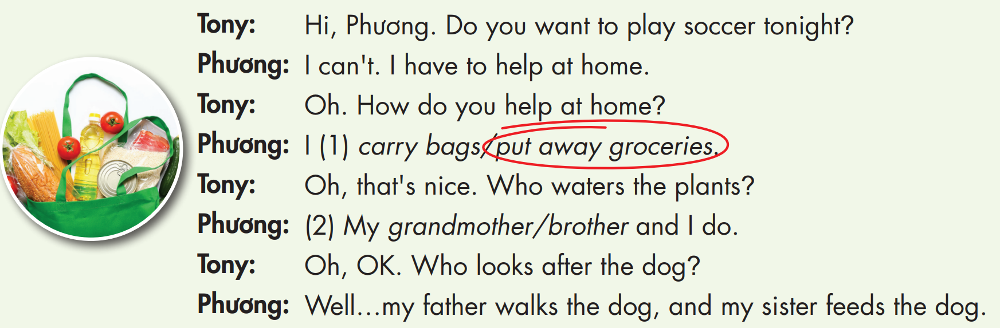 Tony: Hi, Phương. Do you want to play soccer tonight?
Phương: I can't. I have to help at home.
Tony: Oh. How do you help at home?
Phương: I (1) carry bags/put away groceries.
Tony: Oh, that's nice. Who waters the plants?
Phương: (2) My grandmother/brother and I do.
Tony: Oh, OK. Who looks after the dog?
Phương: Well...my father walks the dog, and my sister feeds the dog.